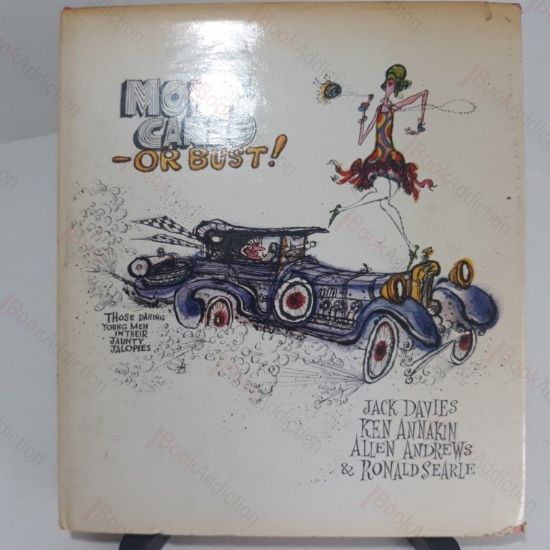 MONTE
CARLO
- OR BUST!
THOSE DARING
YOUNG MEN
IN THEIR
JAUNTY
JALOPIES
JACK DAVIES
KEN ANNAKIN
ALLEN ANDREWS
& RONALD SEARLE
BookAddiction